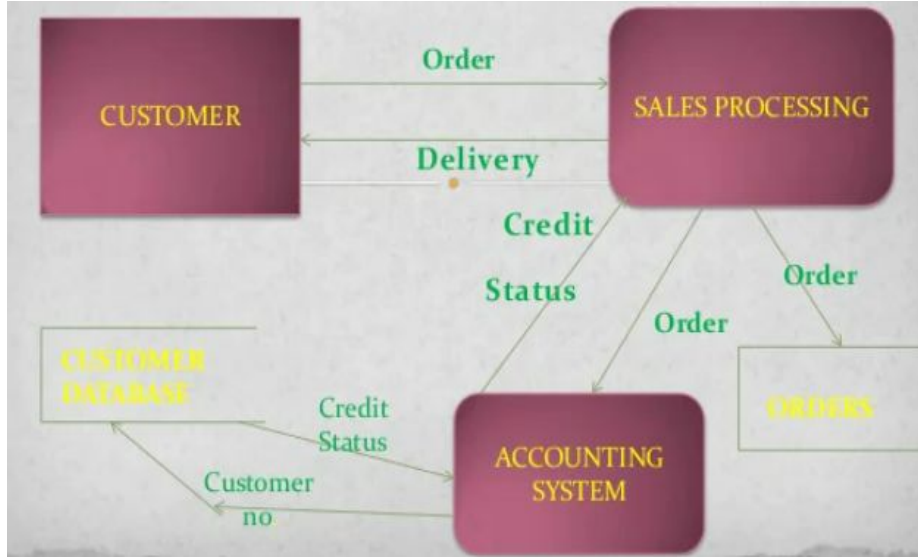 Order
CUSTOMER
SALES PROCESSING
Delivery
Credit
Status
Order
Order
CUSTOMER
DATABASE
ORDERS
Credit
Status
ACCOUNTING
SYSTEM
Customer
no